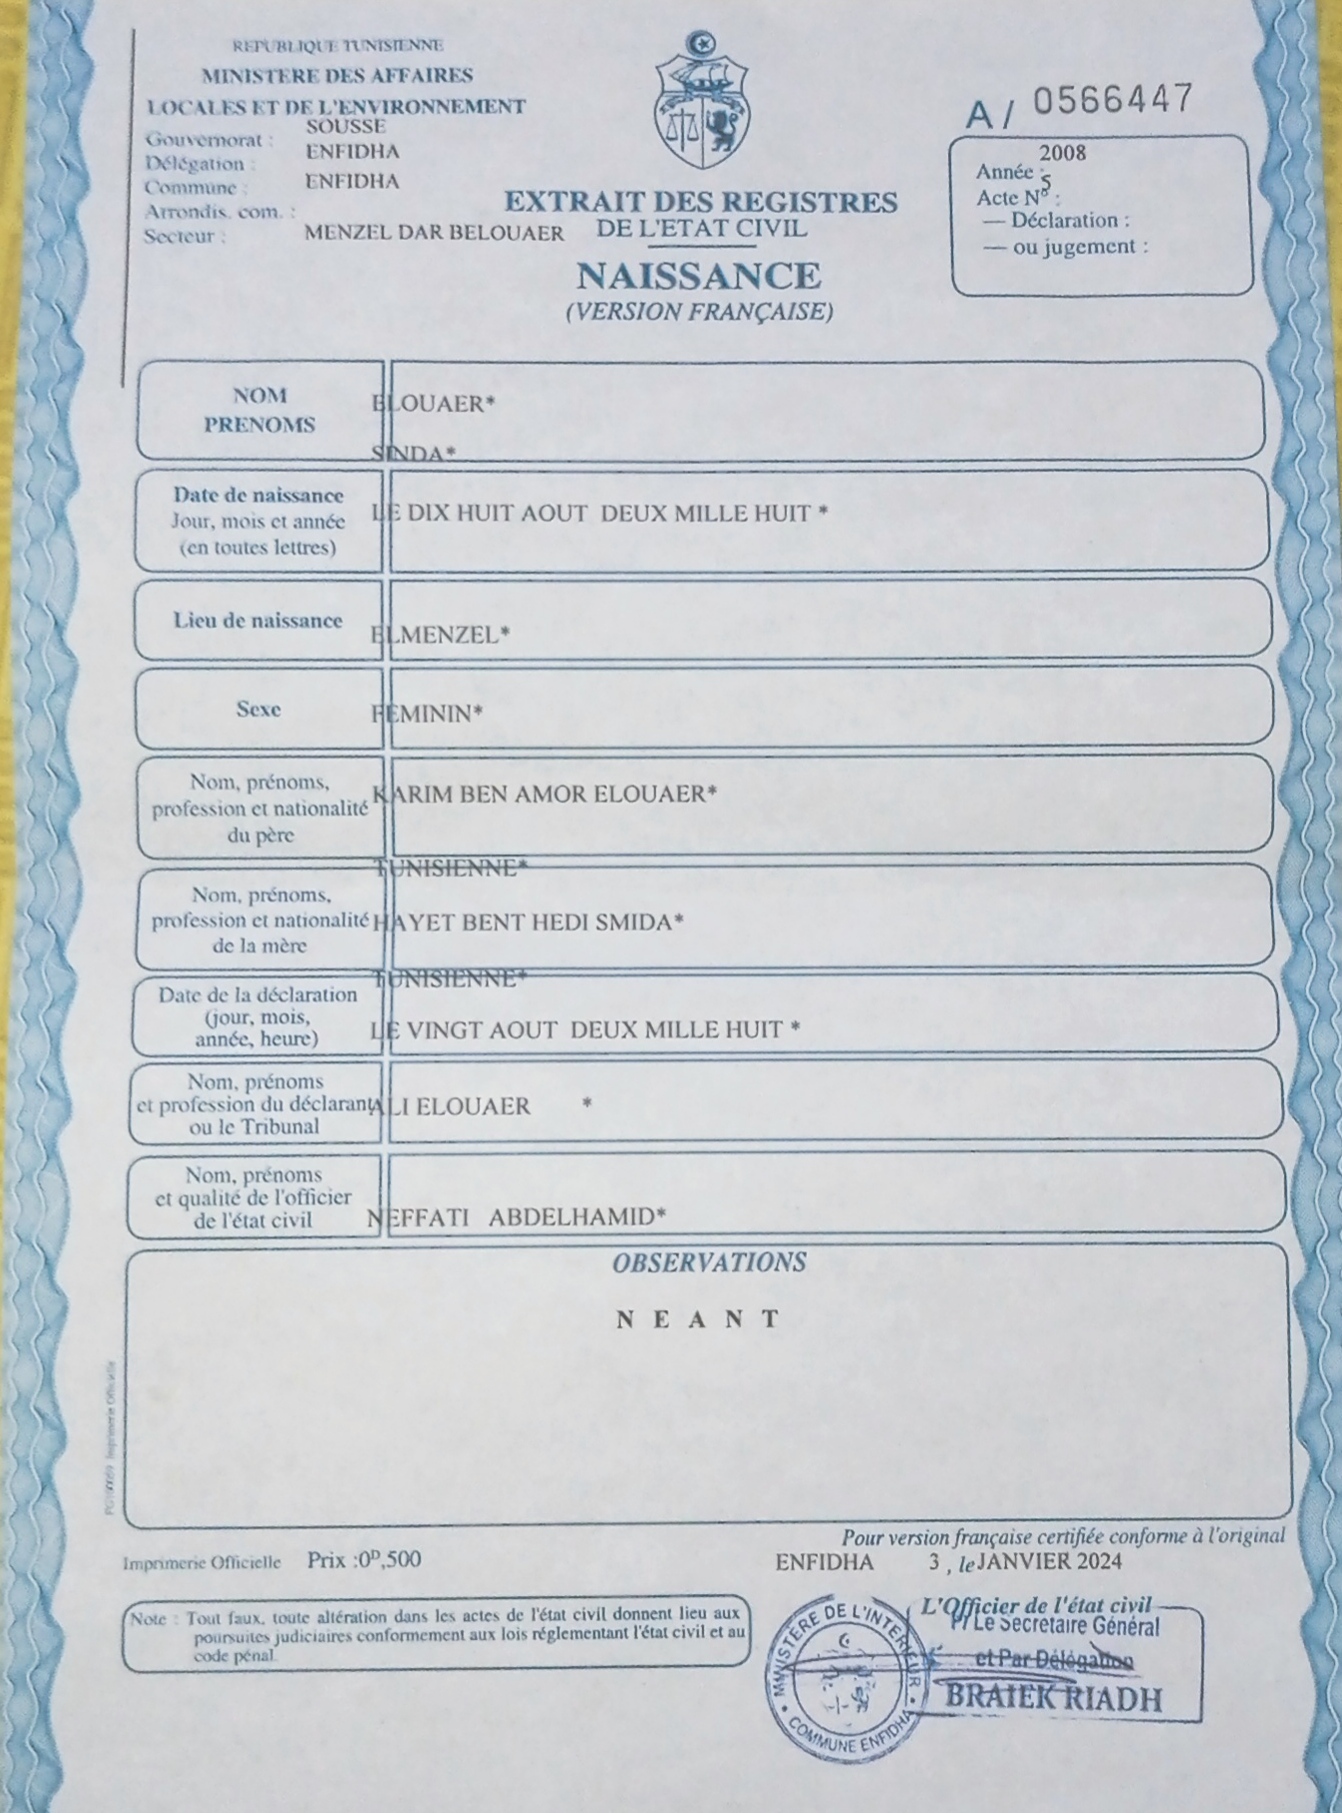 REPUBLIQUE TUNISIENNE
MINISTERE DES AFFAIRES
LOCALES ET DE L'ENVIRONNEMENT
Gouvernorat : SOUSSE
Délégation : ENFIDHA
Commune : ENFIDHA
Arrondis. com. :
Secteur : MENZEL DAR BELOUAER
A / 0566447
2008
Année :
5
Acte N° :
— Déclaration :
— ou jugement :
EXTRAIT DES REGISTRES
DE L'ETAT CIVIL
NAISSANCE
(VERSION FRANÇAISE)
NOM
PRENOMS
ELOUAER*
SINDA*
Date de naissance
Jour, mois et année
(en toutes lettres)
LE DIX HUIT AOUT DEUX MILLE HUIT *
Lieu de naissance
ELMENZEL*
Sexe
FEMININ*
Nom, prénoms,
profession et nationalité
du père
KARIM BEN AMOR ELOUAER*
TUNISIENNE*
Nom, prénoms,
profession et nationalité
de la mère
HAYET BENT HEDI SMIDA*
TUNISIENNE*
Date de la déclaration
(jour, mois,
année, heure)
LE VINGT AOUT DEUX MILLE HUIT *
Nom, prénoms
et profession du déclarant
ou le Tribunal
ALI ELOUAER *
Nom, prénoms
et qualité de l'officier
de l'état civil
NEFFATI ABDELHAMID*
OBSERVATIONS
N E A N T
Imprimerie Officielle
Pour version française certifiée conforme à l'original
Imprimerie Officielle Prix :0ᴰ,500
ENFIDHA 3 , le JANVIER 2024
Note : Tout faux, toute altération dans les actes de l'état civil donnent lieu aux
poursuites judiciaires conformement aux lois réglementant l'état civil et au
code pénal.
L'Officier de l'état civil
P/ Le Secrétaire Général
et Par Délégation
BRAIEK RIADH
MINISTERE DE L'INTERIEUR
COMMUNE ENFIDHA